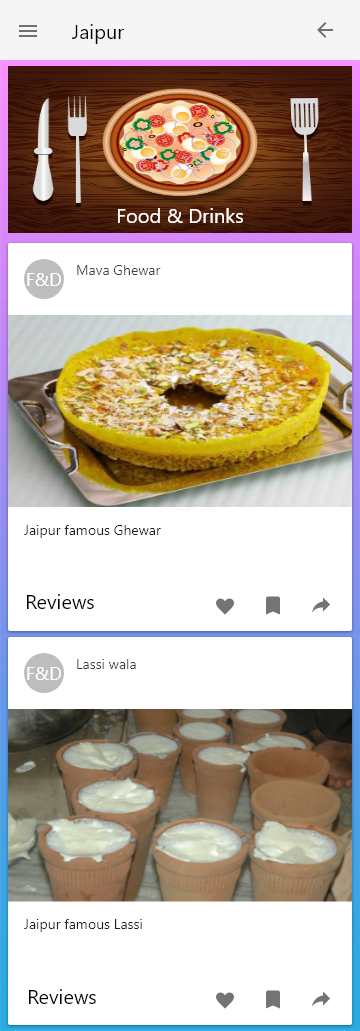 Jaipur
Food & Drinks
F&D
Mava Ghewar
Jaipur famous Ghewar
Reviews
F&D
Lassi wala
Jaipur famous Lassi
Reviews